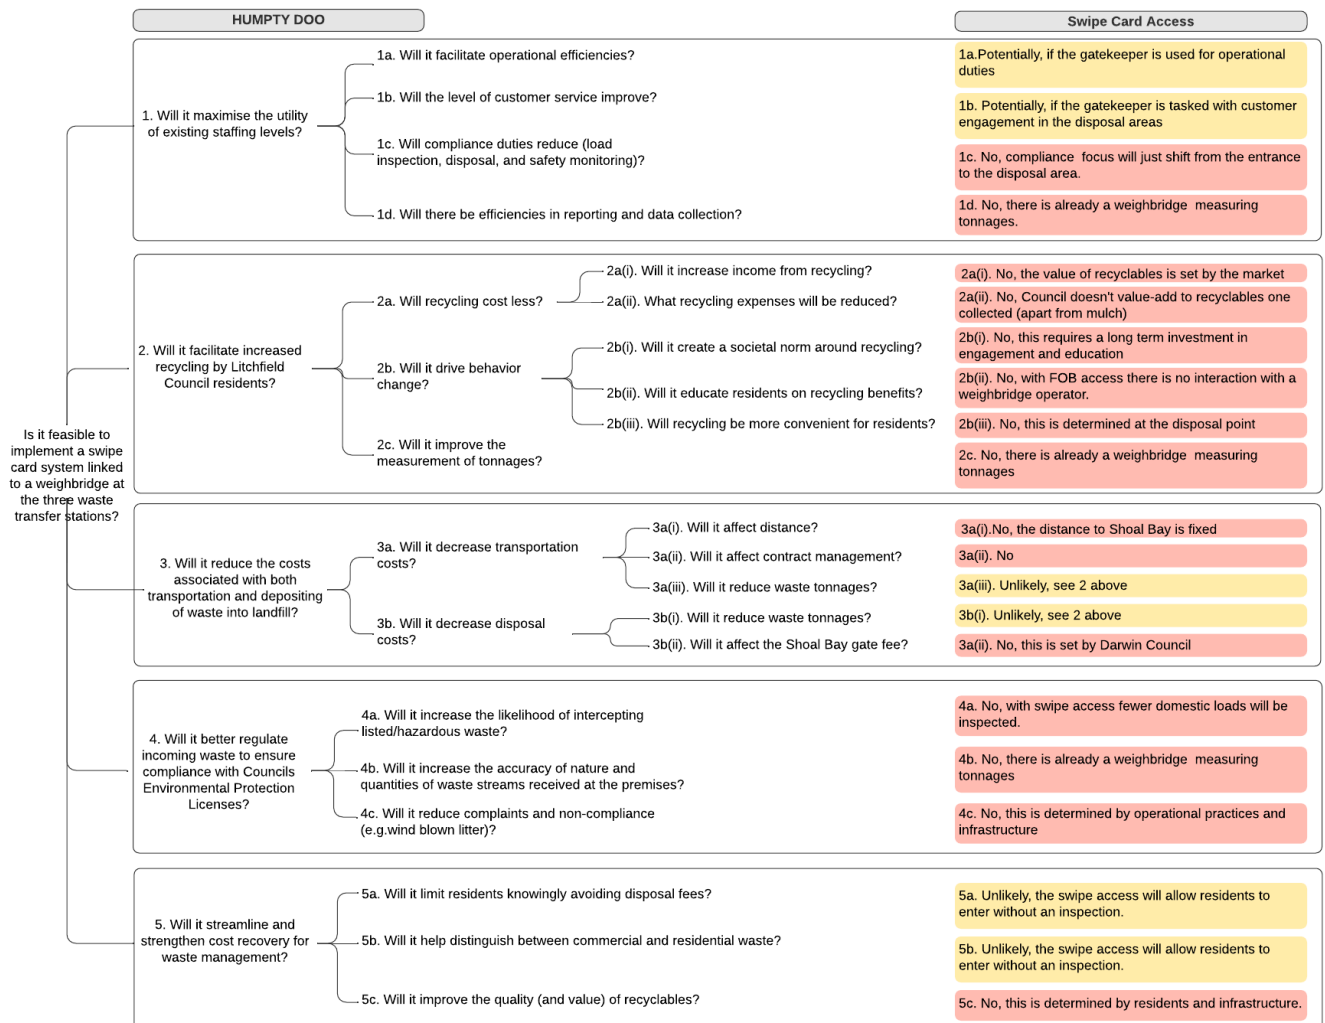 HUMPTY DOO
Swipe Card Access
Is it feasible to
implement a swipe
card system linked
to a weighbridge at
the three waste
transfer stations?
1. Will it maximise the utility
of existing staffing levels?
1a. Will it facilitate operational efficiencies?
1b. Will the level of customer service improve?
1c. Will compliance duties reduce (load
inspection, disposal, and safety monitoring)?
1d. Will there be efficiencies in reporting and data collection?
1a.Potentially, if the gatekeeper is used for operational
duties
1b. Potentially, if the gatekeeper is tasked with customer
engagement in the disposal areas
1c. No, compliance  focus will just shift from the entrance
to the disposal area.
1d. No, there is already a weighbridge  measuring
tonnages.
2. Will it facilitate increased
recycling by Litchfield
Council residents?
2a. Will recycling cost less?
2a(i). Will it increase income from recycling?
2a(ii). What recycling expenses will be reduced?
2b. Will it drive behavior
change?
2b(i). Will it create a societal norm around recycling?
2b(ii). Will it educate residents on recycling benefits?
2b(iii). Will recycling be more convenient for residents?
2c. Will it improve the
measurement of tonnages?
2a(i). No, the value of recyclables is set by the market
2a(ii). No, Council doesn't value-add to recyclables one
collected (apart from mulch)
2b(i). No, this requires a long term investment in
engagement and education
2b(ii). No, with FOB access there is no interaction with a
weighbridge operator.
2b(iii). No, this is determined at the disposal point
2c. No, there is already a weighbridge  measuring
tonnages
3. Will it reduce the costs
associated with both
transportation and depositing
of waste into landfill?
3a. Will it decrease transportation
costs?
3a(i). Will it affect distance?
3a(ii). Will it affect contract management?
3a(iii). Will it reduce waste tonnages?
3b. Will it decrease disposal
costs?
3b(i). Will it reduce waste tonnages?
3b(ii). Will it affect the Shoal Bay gate fee?
3a(i).No, the distance to Shoal Bay is fixed
3a(ii). No
3a(iii). Unlikely, see 2 above
3b(i). Unlikely, see 2 above
3a(ii). No, this is set by Darwin Council
4. Will it better regulate
incoming waste to ensure
compliance with Councils
Environmental Protection
Licenses?
4a. Will it increase the likelihood of intercepting
listed/hazardous waste?
4b. Will it increase the accuracy of nature and
quantities of waste streams received at the premises?
4c. Will it reduce complaints and non-compliance
(e.g.wind blown litter)?
4a. No, with swipe access fewer domestic loads will be
inspected.
4b. No, there is already a weighbridge  measuring
tonnages
4c. No, this is determined by operational practices and
infrastructure
5. Will it streamline and
strengthen cost recovery for
waste management?
5a. Will it limit residents knowingly avoiding disposal fees?
5b. Will it help distinguish between commercial and residential waste?
5c. Will it improve the quality (and value) of recyclables?
5a. Unlikely, the swipe access will allow residents to
enter without an inspection.
5b. Unlikely, the swipe access will allow residents to
enter without an inspection.
5c. No, this is determined by residents and infrastructure.